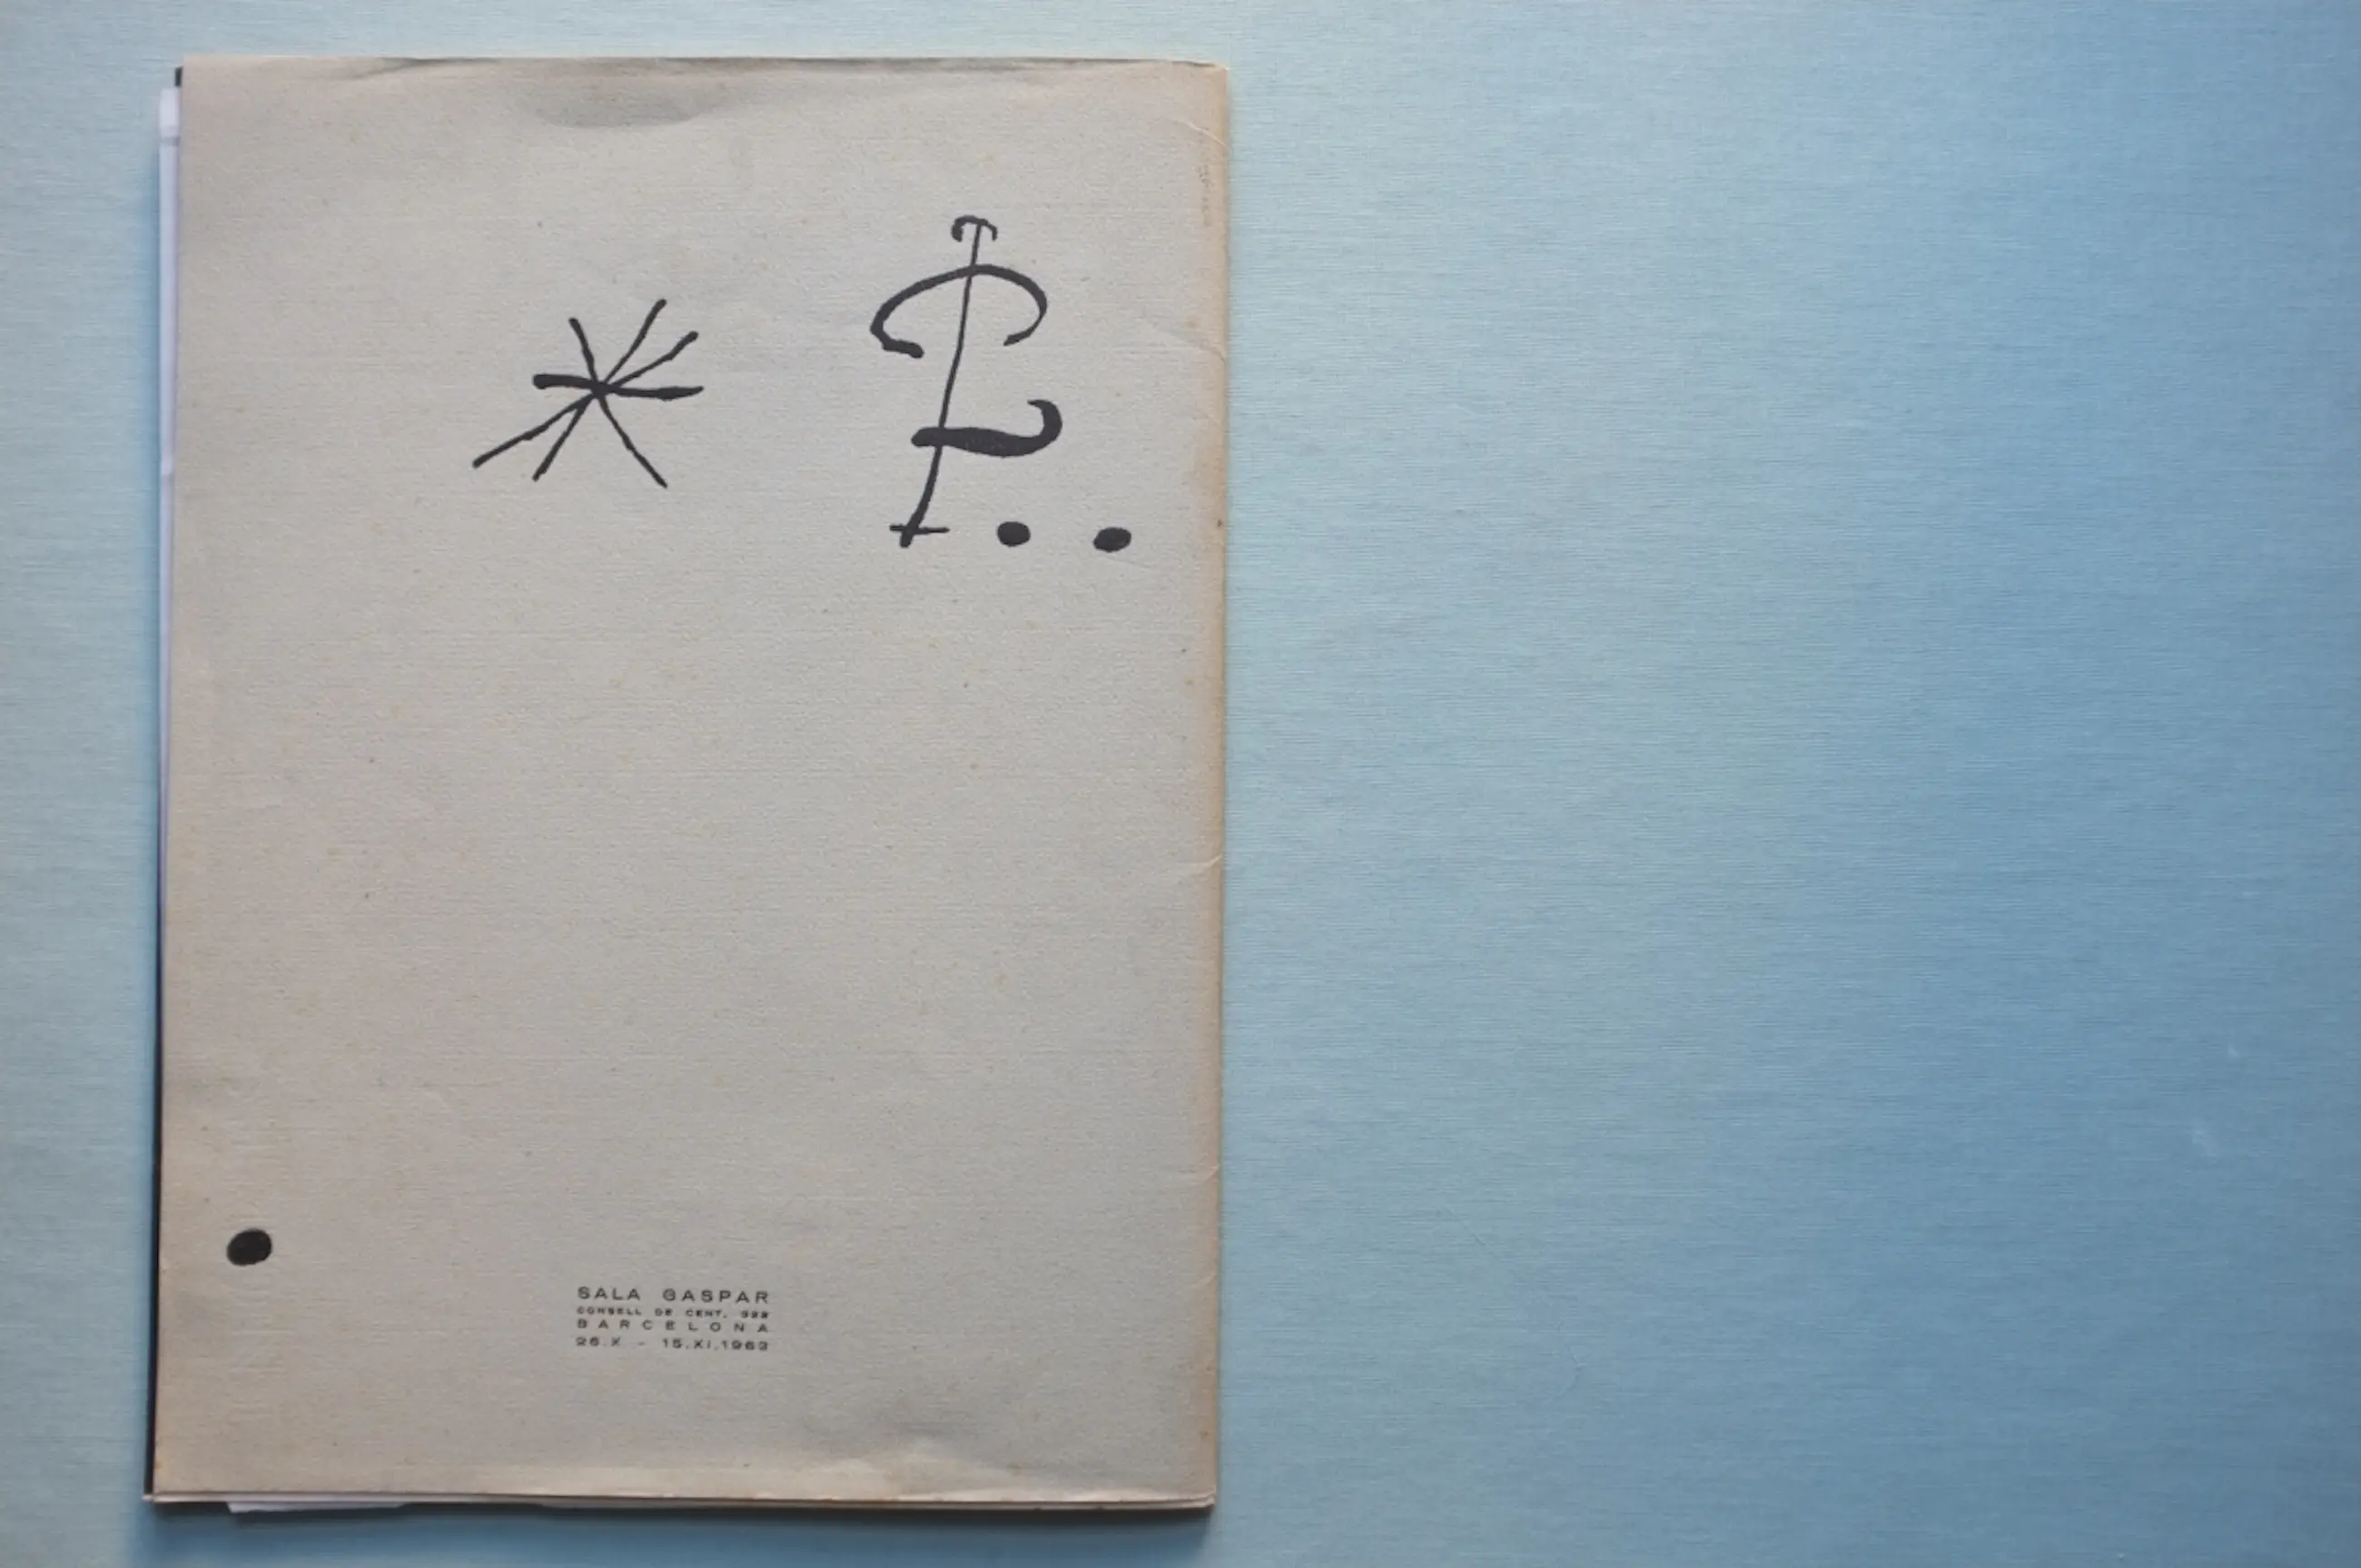 SALA GASPAR
CONSELL DE CENT, 323
BARCELONA
26.X - 15.XI.1963